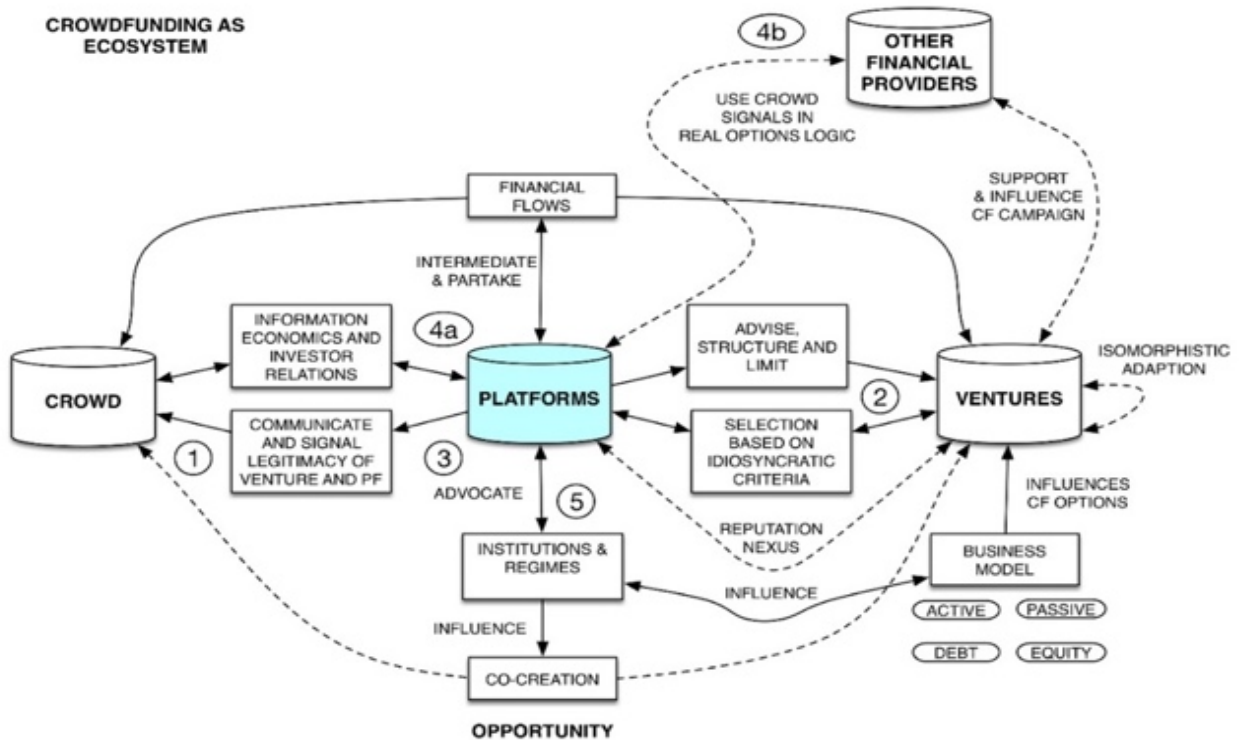 CROWDFUNDING AS
ECOSYSTEM
4b
OTHER
FINANCIAL
PROVIDERS
USE CROWD
SIGNALS IN
REAL OPTIONS LOGIC
SUPPORT
& INFLUENCE
CF CAMPAIGN
FINANCIAL
FLOWS
INTERMEDIATE
& PARTAKE
INFORMATION
ECONOMICS AND
INVESTOR
RELATIONS
4a
ADVISE,
STRUCTURE AND
LIMIT
ISOMORPHISTIC
ADAPTION
CROWD
PLATFORMS
VENTURES
2
1
COMMUNICATE
AND SIGNAL
LEGITIMACY OF
VENTURE AND PF
3
ADVOCATE
5
SELECTION
BASED ON
IDIOSYNCRATIC
CRITERIA
INFLUENCES
CF OPTIONS
REPUTATION
NEXUS
INSTITUTIONS &
REGIMES
INFLUENCE
BUSINESS
MODEL
ACTIVE
PASSIVE
INFLUENCE
DEBT
EQUITY
CO-CREATION
OPPORTUNITY